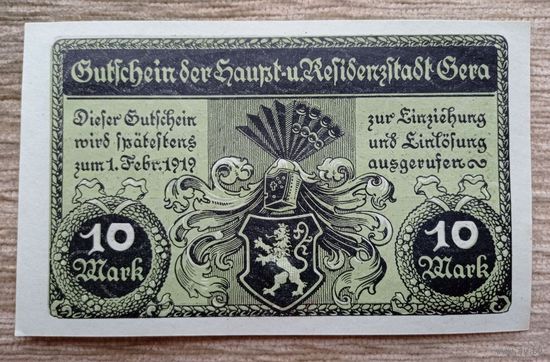 Gutschein der Haupt-u. Residenzstadt Gera
Dieser Gutschein
wird spätestens
zum 1. Febr. 1919
zur Einziehung
und Einlösung
ausgerufen
10
Mark
10
Mark